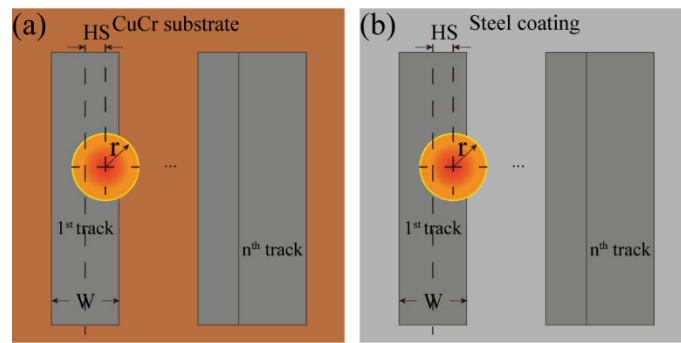 (a) CuCr substrate
HS
r
...
1st track
nth track
W
(b) Steel coating
HS
r
...
1st track
nth track
W